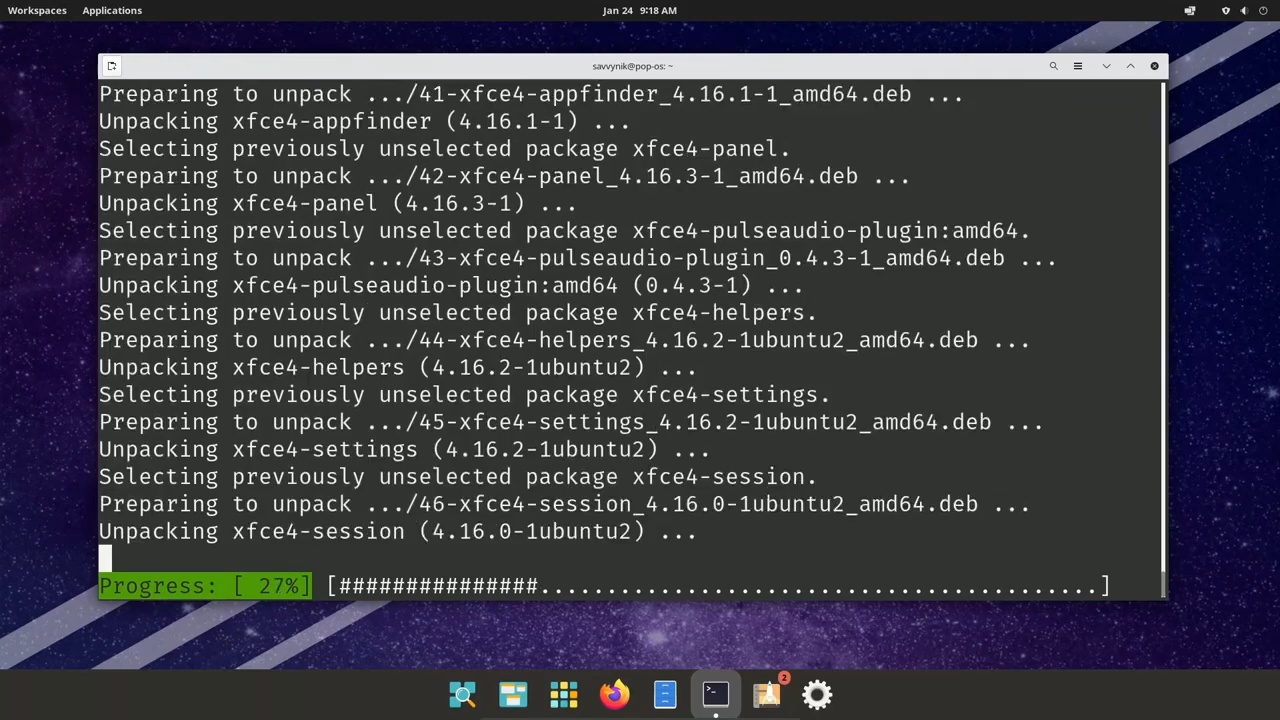 Workspaces Applications Jan 24 9:18 AM
savvynik@pop-os: ~
Preparing to unpack .../41-xfce4-appfinder_4.16.1-1_amd64.deb ...
Unpacking xfce4-appfinder (4.16.1-1) ...
Selecting previously unselected package xfce4-panel.
Preparing to unpack .../42-xfce4-panel_4.16.3-1_amd64.deb ...
Unpacking xfce4-panel (4.16.3-1) ...
Selecting previously unselected package xfce4-pulseaudio-plugin:amd64.
Preparing to unpack .../43-xfce4-pulseaudio-plugin_0.4.3-1_amd64.deb ...
Unpacking xfce4-pulseaudio-plugin:amd64 (0.4.3-1) ...
Selecting previously unselected package xfce4-helpers.
Preparing to unpack .../44-xfce4-helpers_4.16.2-1ubuntu2_amd64.deb ...
Unpacking xfce4-helpers (4.16.2-1ubuntu2) ...
Selecting previously unselected package xfce4-settings.
Preparing to unpack .../45-xfce4-settings_4.16.2-1ubuntu2_amd64.deb ...
Unpacking xfce4-settings (4.16.2-1ubuntu2) ...
Selecting previously unselected package xfce4-session.
Preparing to unpack .../46-xfce4-session_4.16.0-1ubuntu2_amd64.deb ...
Unpacking xfce4-session (4.16.0-1ubuntu2) ...
Progress: [ 27%] [###############..........................................]
2